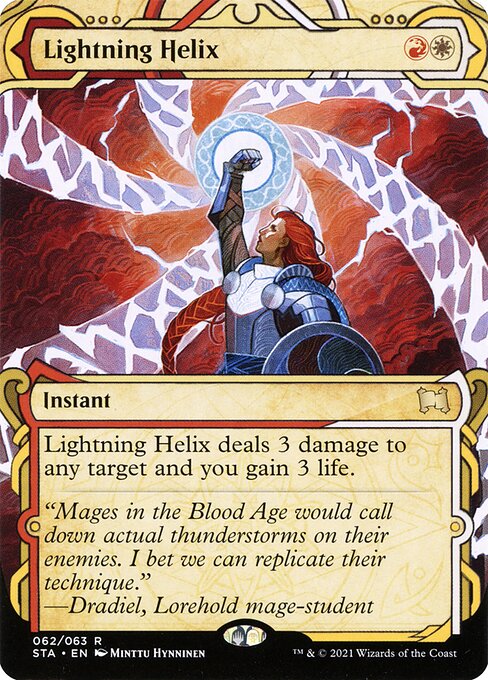 Lightning Helix
Instant
Lightning Helix deals 3 damage to
any target and you gain 3 life.
“Mages in the Blood Age would call
down actual thunderstorms on their
enemies. I bet we can replicate their
technique.”
—Dradiel, Lorehold mage-student
062/063 R
STA • EN Minttu Hynninen
™ & © 2021 Wizards of the Coast